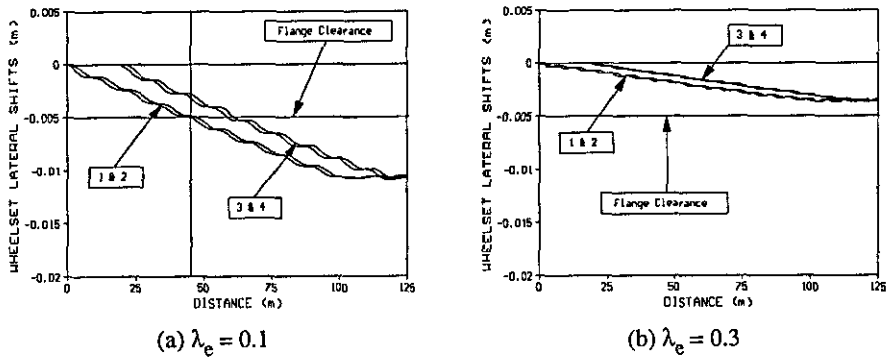 0.005
0
-0.005
-0.01
-0.015
-0.02
WHEELSET LATERAL SHIFTS (m)
Flange Clearance
1 & 2
3 & 4
0
25
50
75
100
125
DISTANCE (m)
(a) λe = 0.1
0.005
0
-0.005
-0.01
-0.015
-0.02
WHEELSET LATERAL SHIFTS (m)
3 & 4
1 & 2
Flange Clearance
0
25
50
75
100
125
DISTANCE (m)
(b) λe = 0.3